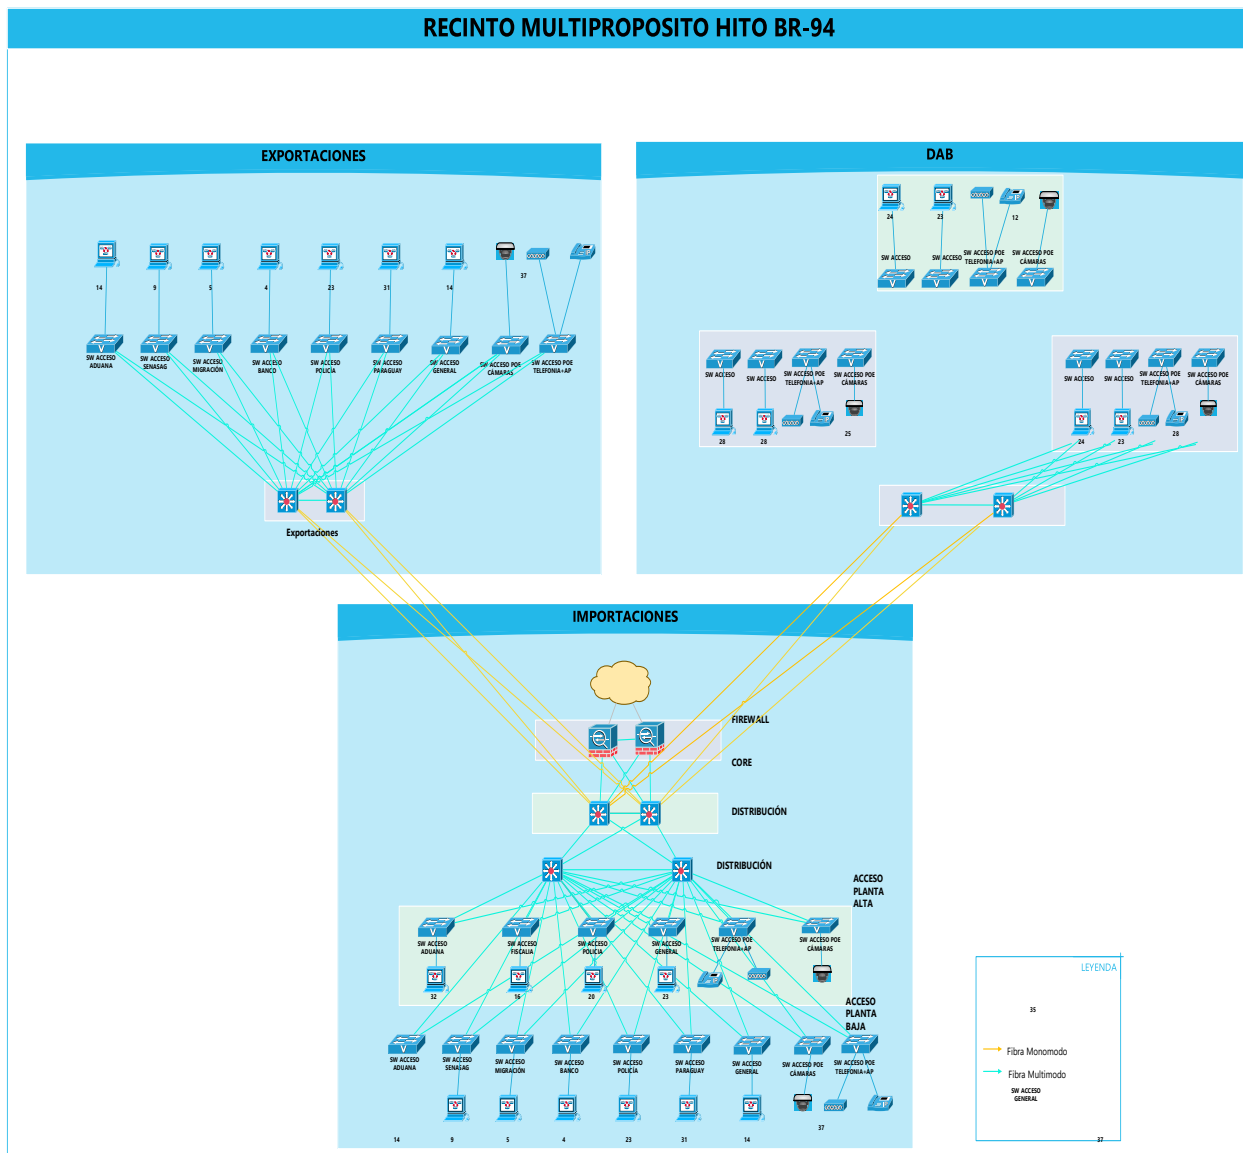 RECINTO MULTIPROPOSITO HITO BR-94
EXPORTACIONES
14
9
5
4
23
31
14
37
SW ACCESO
ADUANA
SW ACCESO
SENASAG
SW ACCESO
MIGRACIÓN
SW ACCESO
BANCO
SW ACCESO
POLICIA
SW ACCESO
PARAGUAY
SW ACCESO
GENERAL
SW ACCESO POE
CÁMARAS
SW ACCESO POE
TELEFONIA+AP
Exportaciones
DAB
24
23
12
SW ACCESO
SW ACCESO
SW ACCESO POE
TELEFONIA+AP
SW ACCESO POE
CÁMARAS
SW ACCESO
SW ACCESO
SW ACCESO POE
TELEFONIA+AP
SW ACCESO POE
CÁMARAS
28
28
25
SW ACCESO
SW ACCESO
SW ACCESO POE
TELEFONIA+AP
SW ACCESO POE
CÁMARAS
24
23
28
IMPORTACIONES
FIREWALL
CORE
DISTRIBUCIÓN
DISTRIBUCIÓN
ACCESO
PLANTA
ALTA
SW ACCESO
ADUANA
SW ACCESO
FISCALIA
SW ACCESO
POLICIA
SW ACCESO
GENERAL
SW ACCESO POE
TELEFONIA+AP
SW ACCESO POE
CÁMARAS
32
16
20
23
ACCESO
PLANTA
BAJA
SW ACCESO
ADUANA
SW ACCESO
SENASAG
SW ACCESO
MIGRACIÓN
SW ACCESO
BANCO
SW ACCESO
POLICÍA
SW ACCESO
PARAGUAY
SW ACCESO
GENERAL
SW ACCESO POE
CÁMARAS
SW ACCESO POE
TELEFONIA+AP
14
9
5
4
23
31
14
37
LEYENDA
35
Fibra Monomodo
Fibra Multimodo
SW ACCESO
GENERAL
37